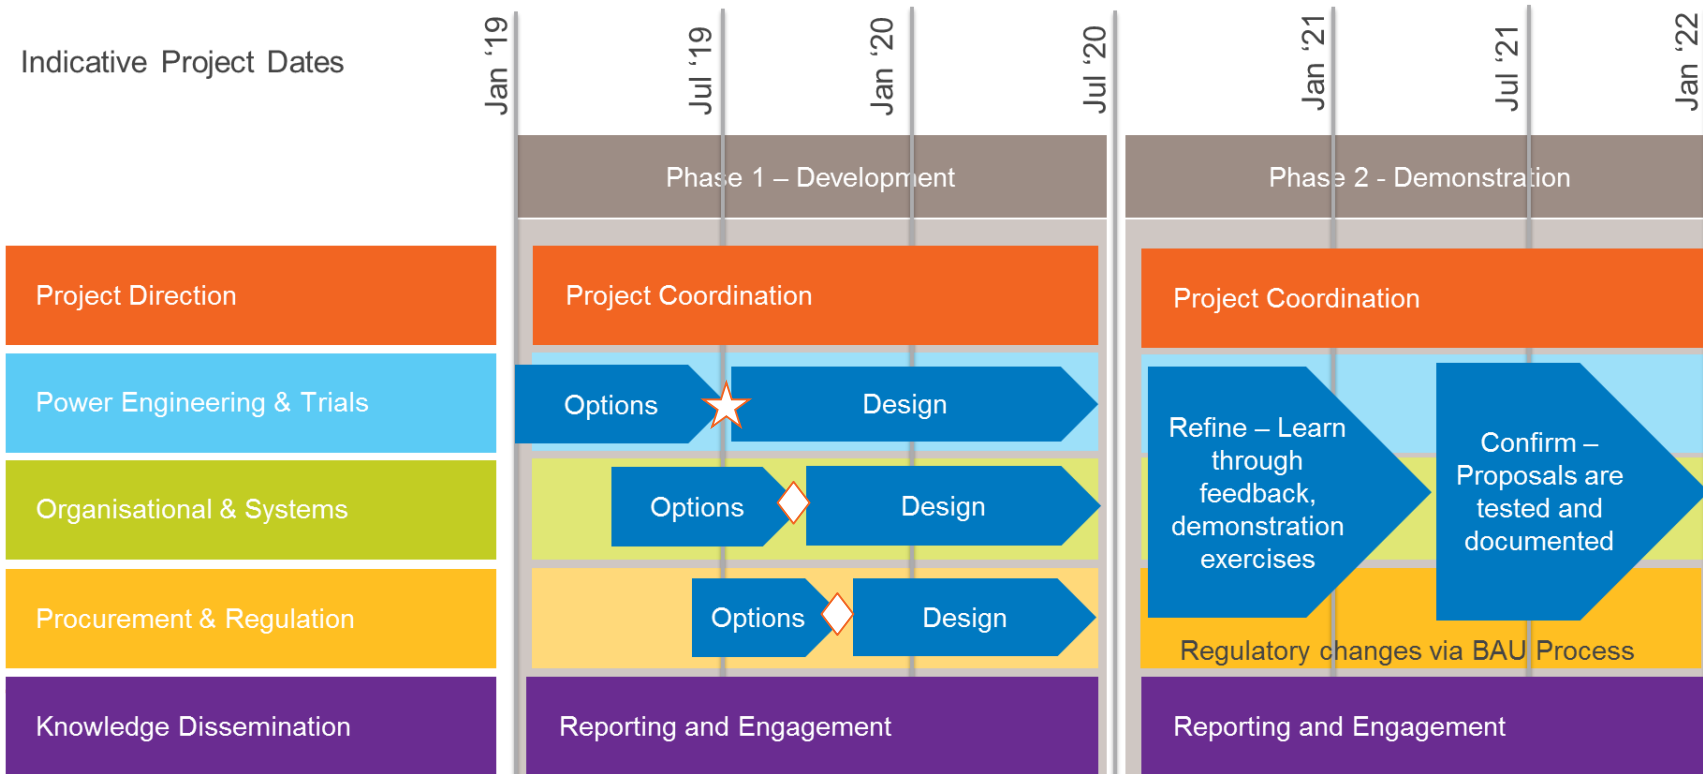 Indicative Project Dates
Jan ‘19
Jul ‘19
Jan ‘20
Jul ‘20
Jan ‘21
Jul ‘21
Jan ‘22
Phase 1 – Development
Phase 2 - Demonstration
Project Direction
Project Coordination
Project Coordination
Power Engineering & Trials
Options
Design
Organisational & Systems
Options
Design
Procurement & Regulation
Options
Design
Refine – Learn
through
feedback,
demonstration
exercises
Confirm –
Proposals are
tested and
documented
Regulatory changes via BAU Process
Knowledge Dissemination
Reporting and Engagement
Reporting and Engagement